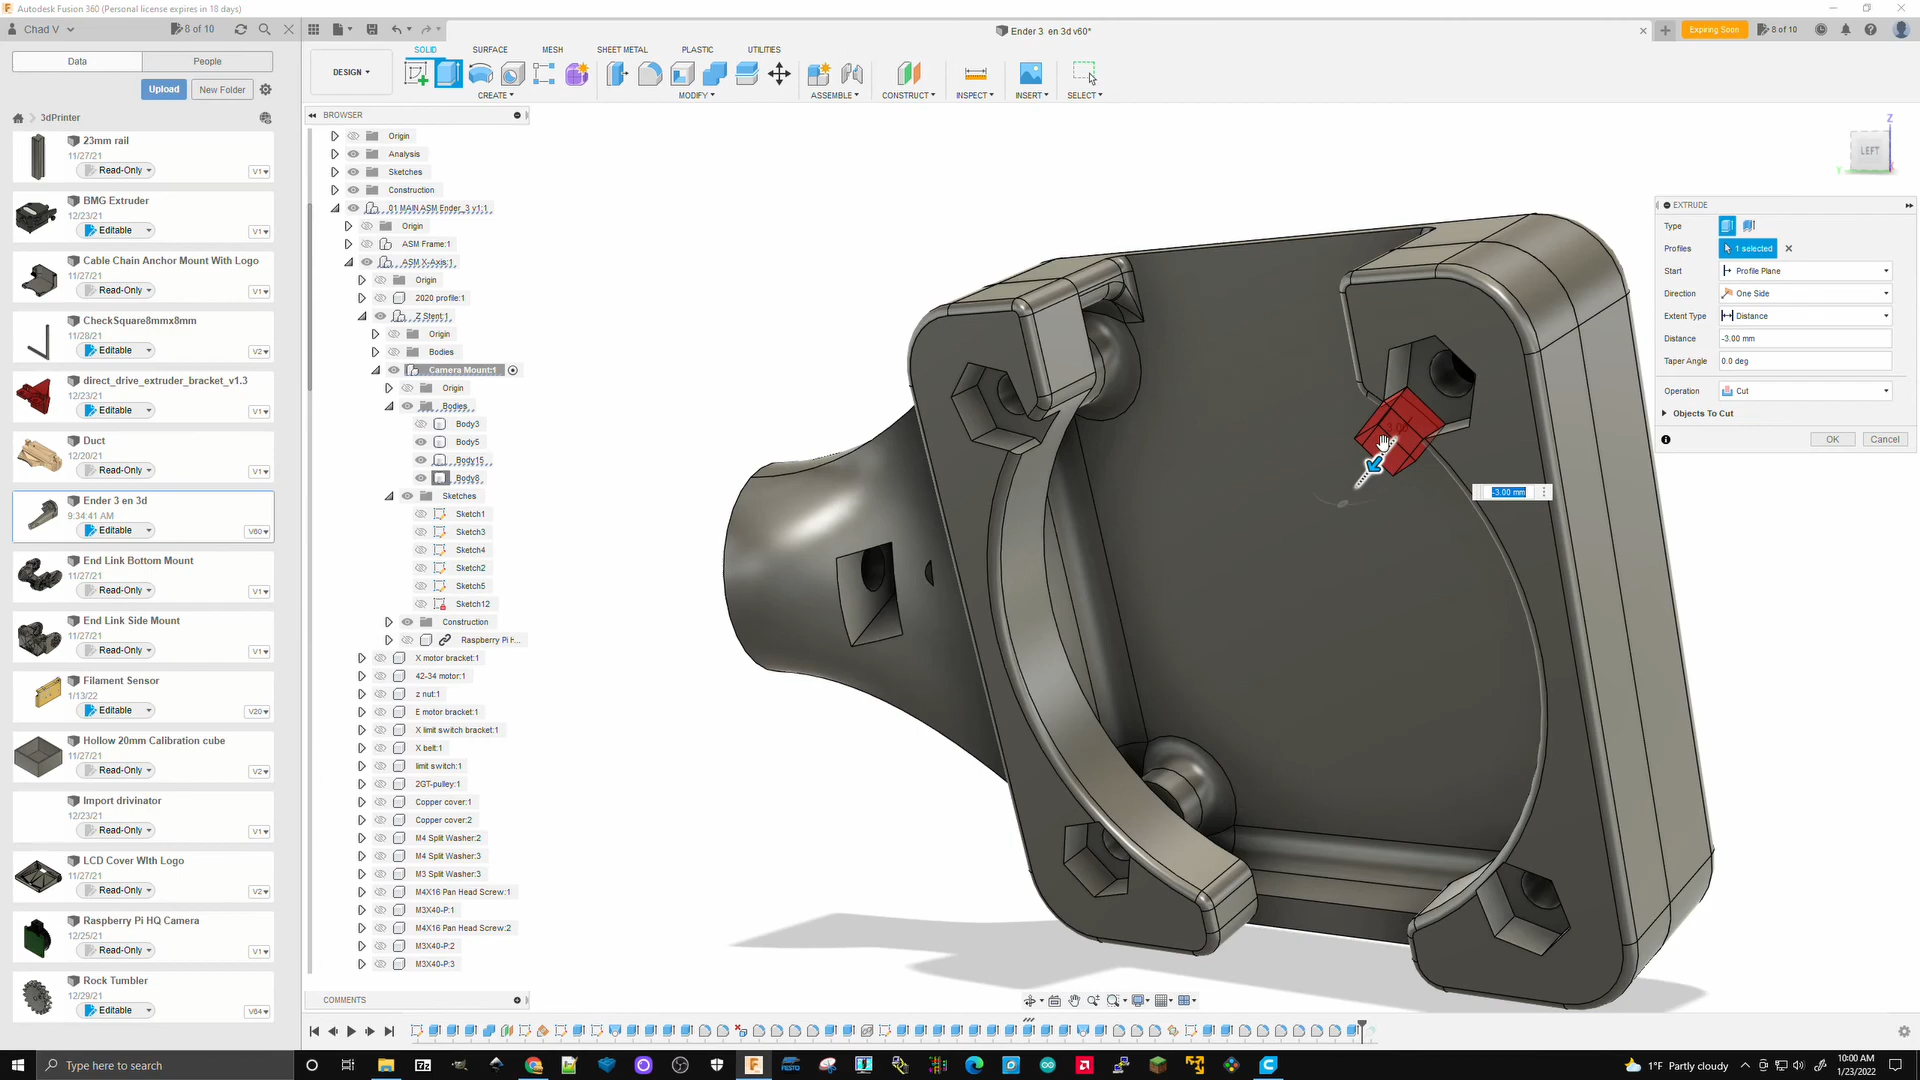 Autodesk Fusion 360 (Personal license expires in 18 days)
Chad V
8 of 10
Ender 3 en 3d v60*
Expiring Soon
8 of 10
Data
People
Upload
New Folder
3dPrinter
23mm rail
11/27/21
Read-Only
V1
BMG Extruder
12/23/21
Editable
V1
Cable Chain Anchor Mount With Logo
11/27/21
Read-Only
V1
CheckSquare8mmx8mm
11/28/21
Editable
V2
direct_drive_extruder_bracket_v1.3
12/23/21
Editable
V1
Duct
12/20/21
Read-Only
V1
Ender 3 en 3d
9:34:41 AM
Editable
V60
End Link Bottom Mount
11/27/21
Read-Only
V1
End Link Side Mount
11/27/21
Read-Only
V1
Filament Sensor
1/13/22
Editable
V20
Hollow 20mm Calibration cube
11/27/21
Read-Only
V2
Import drivinator
12/23/21
Read-Only
V1
LCD Cover WIth Logo
11/27/21
Read-Only
V2
Raspberry Pi HQ Camera
12/25/21
Read-Only
V1
Rock Tumbler
12/29/21
Editable
V64
DESIGN
SOLID
SURFACE
MESH
SHEET METAL
PLASTIC
UTILITIES
CREATE
MODIFY
ASSEMBLE
CONSTRUCT
INSPECT
INSERT
SELECT
BROWSER
Origin
Analysis
Sketches
Construction
01 MAIN ASM Ender_3 v1:1
Origin
ASM Frame:1
ASM X-Axis:1
Origin
2020 profile:1
Z Stent:1
Origin
Bodies
Camera Mount:1
Origin
Bodies
Body3
Body5
Body15
Body8
Sketches
Sketch1
Sketch3
Sketch4
Sketch2
Sketch5
Sketch12
Construction
Raspberry Pi H...
X motor bracket:1
42-34 motor:1
z nut:1
E motor bracket:1
X limit switch bracket:1
X belt:1
limit switch:1
2GT-pulley:1
Copper cover:1
Copper cover:2
M4 Split Washer:2
M4 Split Washer:3
M3 Split Washer:3
M4X16 Pan Head Screw:1
M3X40-P:1
M4X16 Pan Head Screw:2
M3X40-P:2
M3X40-P:3
COMMENTS
Z
LEFT
Y
3.00
-3.00 mm
EXTRUDE
Type
Profiles
1 selected
Start
Profile Plane
Direction
One Side
Extent Type
Distance
Distance
-3.00 mm
Taper Angle
0.0 deg
Operation
Cut
Objects To Cut
OK
Cancel
Type here to search
1°F Partly cloudy
10:00 AM
1/23/2022